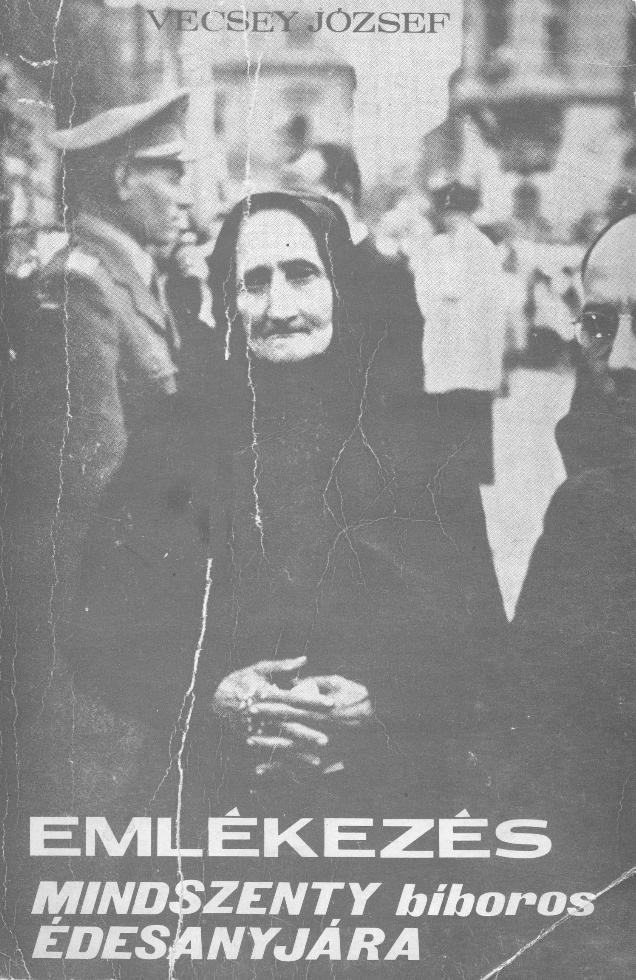 VECSEY JÓZSEF
EMLÉKEZÉS
MINDSZENTY bíboros
ÉDESANYJÁRA